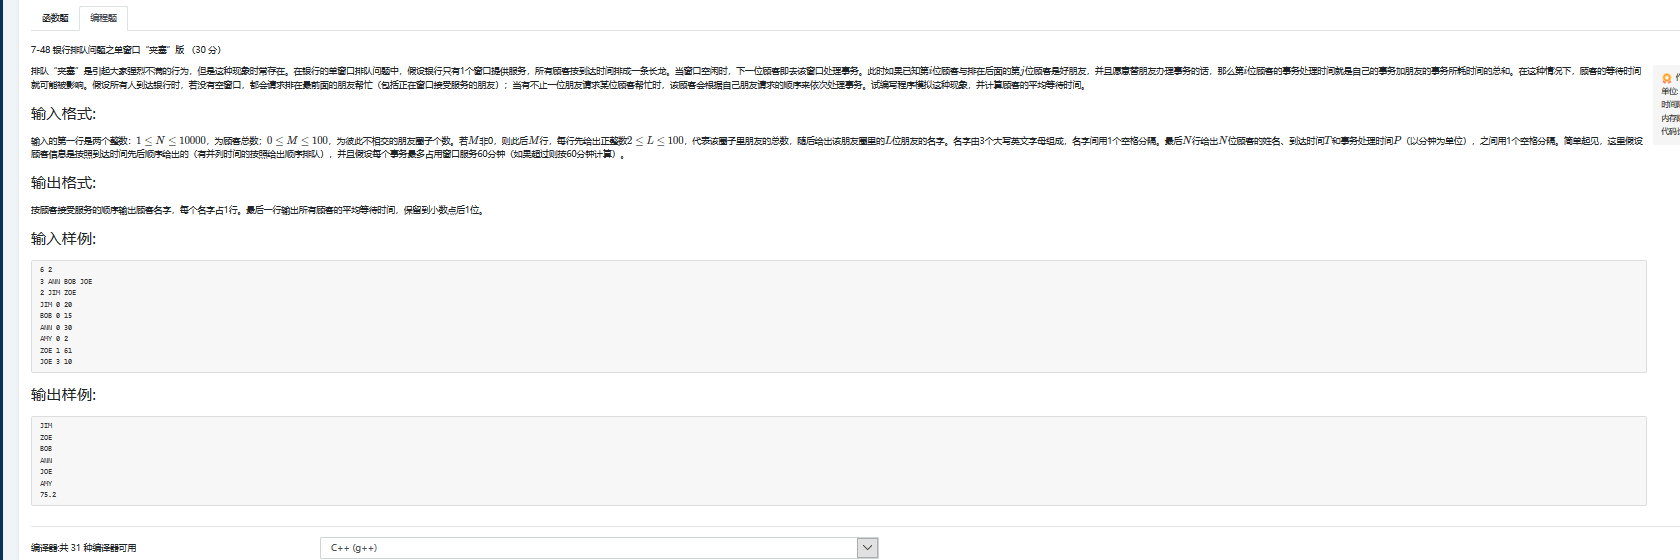 函数题 编程题
7-48 银行排队问题之单窗口“夹塞”版 （30 分）
排队“夹塞”是引起大家强烈不满的行为，但是这种现象时常存在。在银行的单窗口排队问题中，假设银行只有1个窗口提供服务，所有顾客按到达时间排成一条长龙。当窗口空闲时，下一位顾客即去该窗口处理事务。此时如果已知第i位顾客与排在后面的第j位顾客是好朋友，并且愿意替朋友办理事务的话，那么第i位顾客的事务处理时间就是自己的事务加朋友的事务所耗时间的总和。在这种情况下，顾客的等待时间
就可能被影响。假设所有人到达银行时，若没有空窗口，都会请求排在最前面的朋友帮忙（包括正在窗口接受服务的朋友）；当有不止一位朋友请求某位顾客帮忙时，该顾客会根据自己朋友请求的顺序来依次处理事务。试编写程序模拟这种现象，并计算顾客的平均等待时间。
输入格式:
输入的第一行是两个整数：1 ≤ N ≤ 10000，为顾客总数；0 ≤ M ≤ 100，为彼此不相交的朋友圈子个数。若M非0，则此后M行，每行先给出正整数2 ≤ L ≤ 100，代表该圈子里朋友的总数，随后给出该朋友圈里的L位朋友的名字。名字由3个大写英文字母组成，名字间用1个空格分隔。最后N行给出N位顾客的姓名、到达时间T和事务处理时间P（以分钟为单位），之间用1个空格分隔。简单起见，这里假设
顾客信息是按照到达时间先后顺序给出的（有并列时间的按照给出顺序排队），并且假设每个事务最多占用窗口服务60分钟（如果超过则按60分钟计算）。
输出格式:
按顾客接受服务的顺序输出顾客名字，每个名字占1行。最后一行输出所有顾客的平均等待时间，保留到小数点后1位。
输入样例:
6 2
3 ANN BOB JOE
2 JIM ZOE
JIM 0 20
BOB 0 15
ANN 0 30
AMY 0 2
ZOE 1 61
JOE 3 10
输出样例:
JIM
ZOE
BOB
ANN
JOE
AMY
75.2
编译器:共 31 种编译器可用 C++ (g++)
单位:
代码